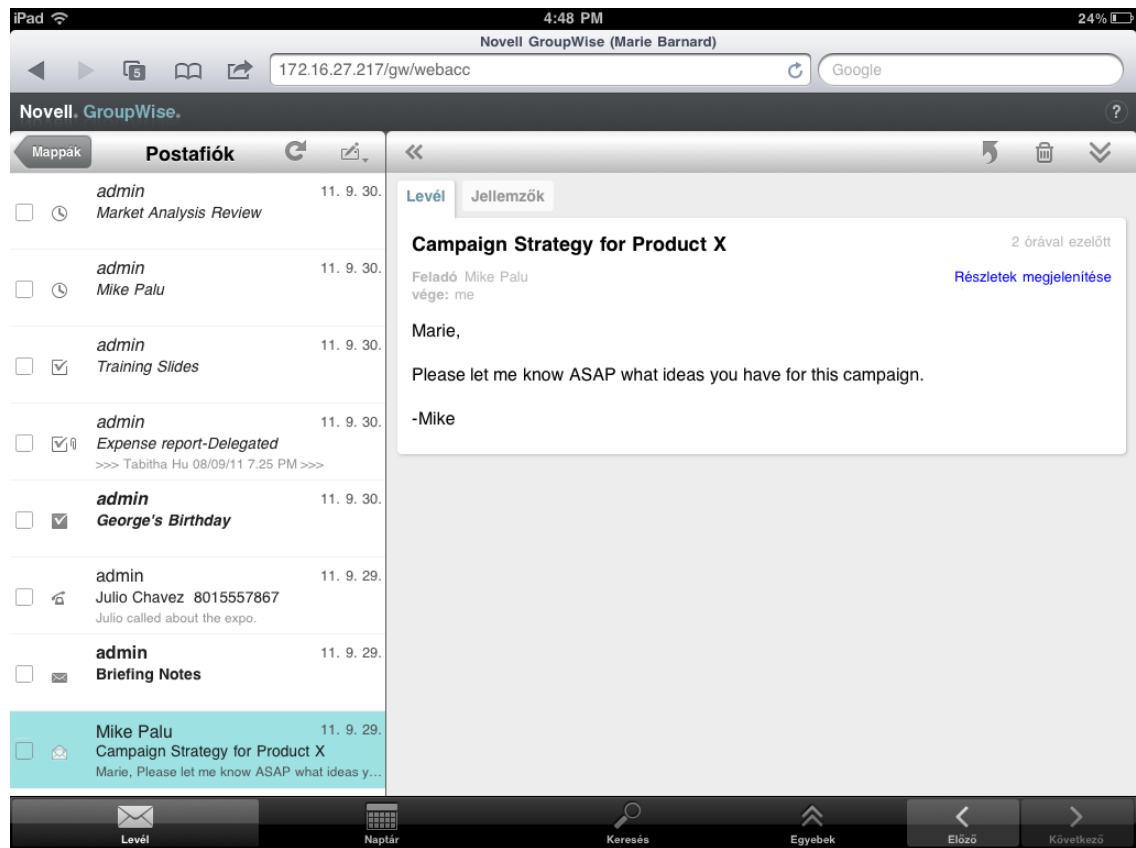 iPad 4:48 PM 24%
Novell GroupWise (Marie Barnard)
5 172.16.27.217/gw/webacc Google
Novell. GroupWise. ?
Mappák Postafiók
admin 11. 9. 30.
Market Analysis Review
admin 11. 9. 30.
Mike Palu
admin 11. 9. 30.
Training Slides
admin 11. 9. 30.
Expense report-Delegated
>>> Tabitha Hu 08/09/11 7.25 PM >>>
admin 11. 9. 30.
George's Birthday
admin 11. 9. 29.
Julio Chavez 8015557867
Julio called about the expo.
admin 11. 9. 29.
Briefing Notes
Mike Palu 11. 9. 29.
Campaign Strategy for Product X
Marie, Please let me know ASAP what ideas y...
Levél Jellemzők
Campaign Strategy for Product X 2 órával ezelőtt
Feladó Mike Palu Részletek megjelenítése
vége: me
Marie,
Please let me know ASAP what ideas you have for this campaign.
-Mike
Levél Naptár Keresés Egyebek Előző Következő